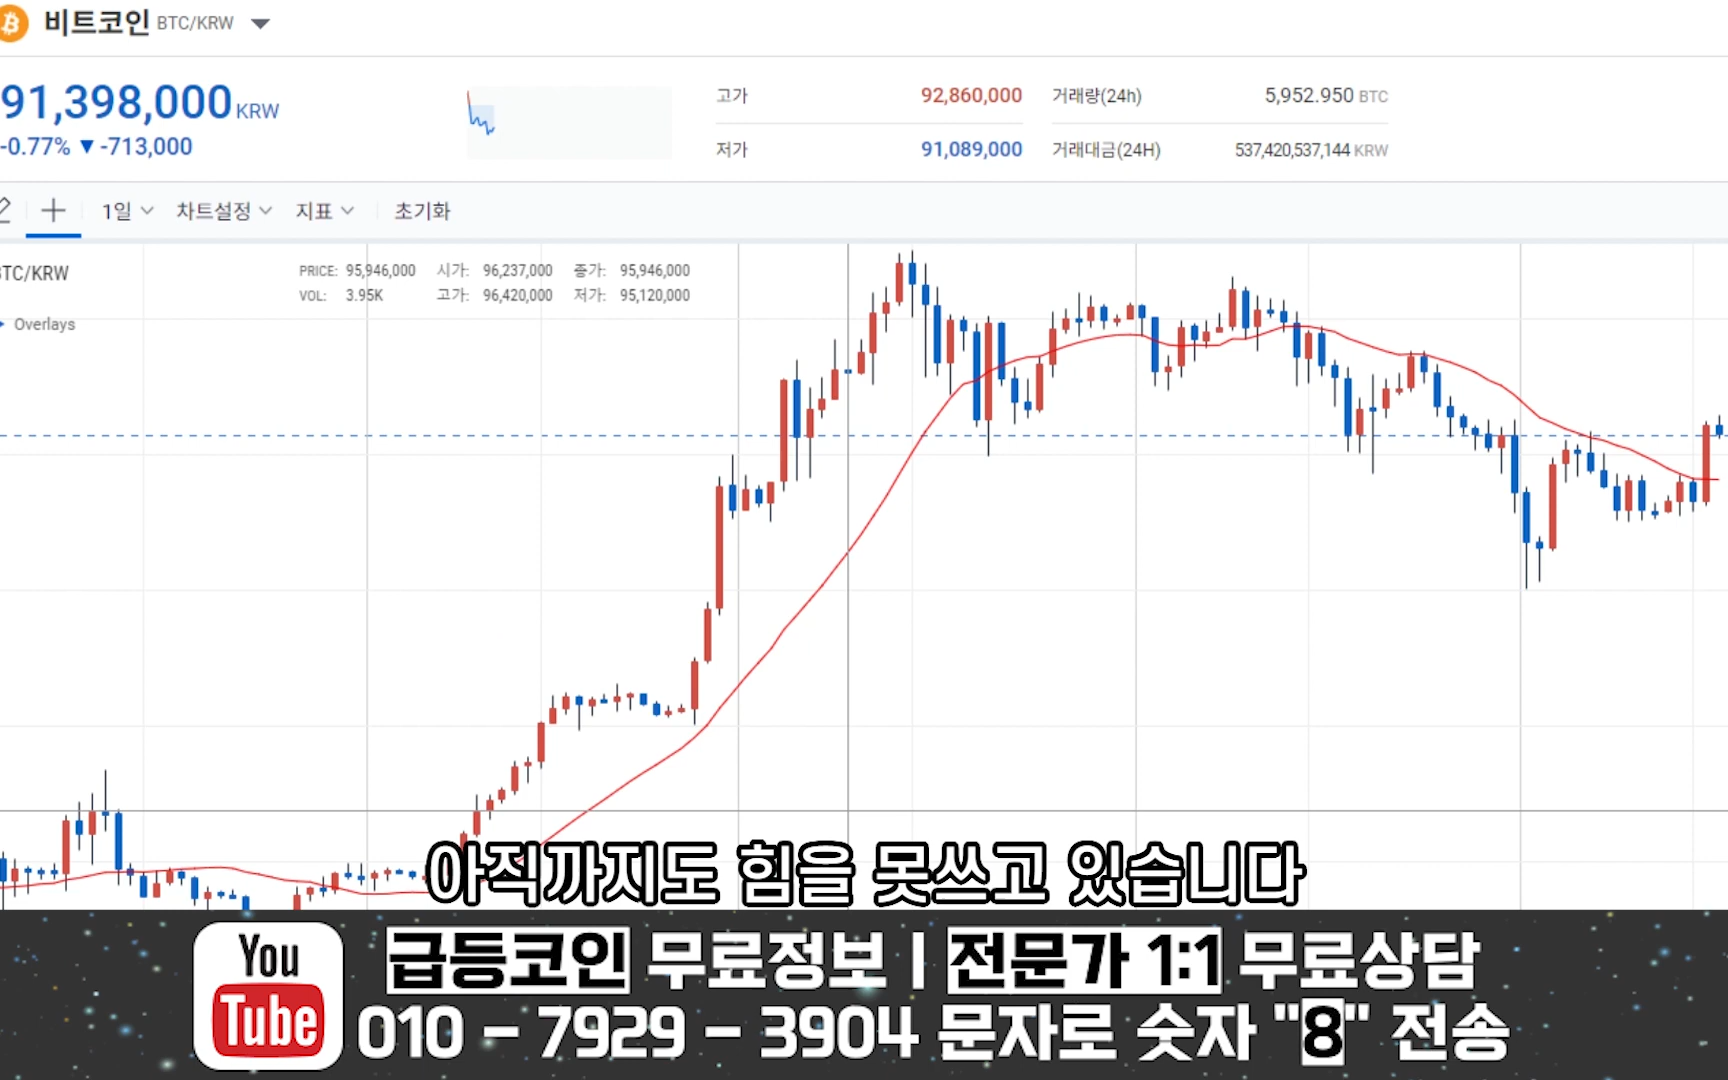 비트코인 BTC/KRW
91,398,000 KRW
-0.77% ▼ -713,000
고가 92,860,000 거래량(24h) 5,952.950 BTC
저가 91,089,000 거래대금(24H) 537,420,537,144 KRW
1일 차트설정 지표 초기화
BTC/KRW
PRICE: 95,946,000 시가: 96,237,000 종가: 95,946,000
VOL: 3.95K 고가: 96,420,000 저가: 95,120,000
Overlays
아직까지도 힘을 못쓰고 있습니다
You Tube
급등코인 무료정보 | 전문가 1:1 무료상담
010 - 7929 - 3904 문자로 숫자 "8" 전송